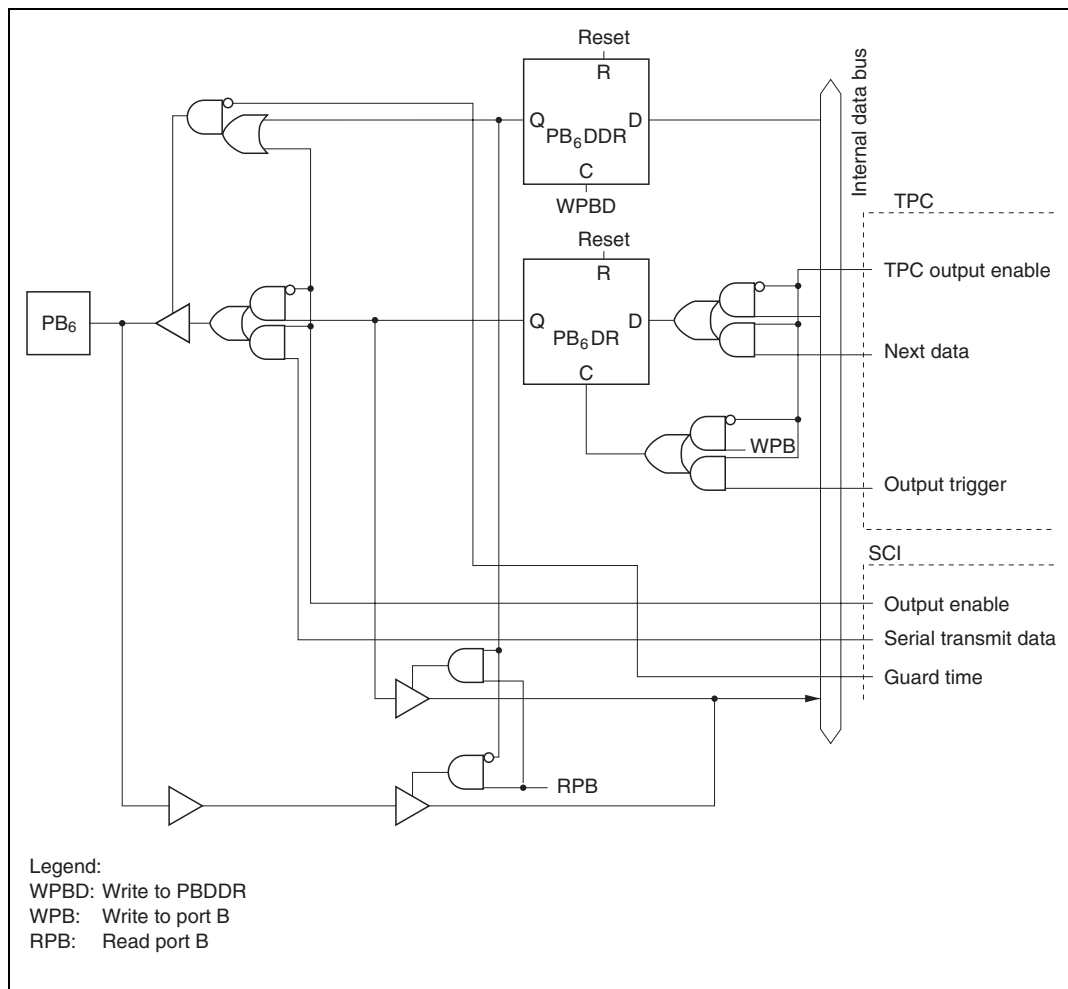 Reset
R
Q
PB6DDR
D
C
WPBD
Internal data bus
TPC
Reset
R
TPC output enable
PB6
Q
PB6DR
D
C
Next data
WPB
Output trigger
SCI
Output enable
Serial transmit data
Guard time
RPB
Legend:
WPBD: Write to PBDDR
WPB: Write to port B
RPB: Read port B